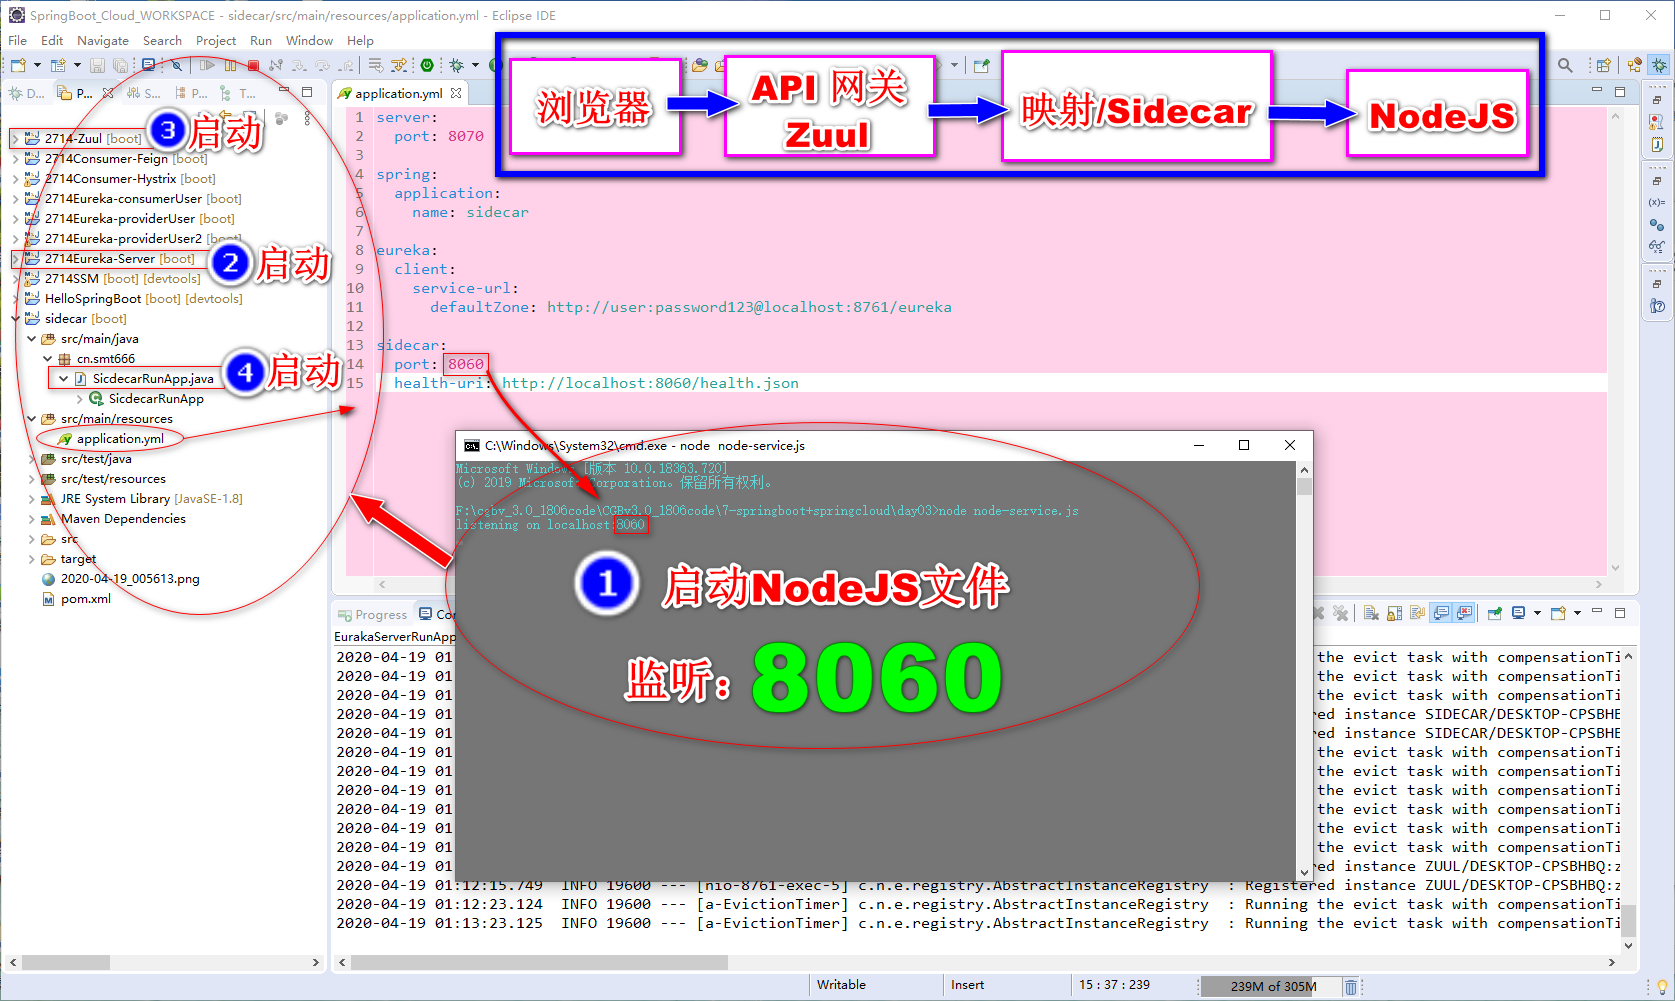 SpringBoot_Cloud_WORKSPACE - sidecar/src/main/resources/application.yml - Eclipse IDE
File Edit Navigate Search Project Run Window Help
浏览器
API 网关
Zuul
映射/Sidecar
NodeJS
D...
P...
S...
P...
T...
2714-Zuul [boot]
3 启动
2714Consumer-Feign [boot]
2714Consumer-Hystrix [boot]
2714Eureka-consumerUser [boot]
2714Eureka-providerUser [boot]
2714Eureka-providerUser2 [boot]
2714Eureka-Server [boot]
2 启动
2714SSM [boot] [devtools]
HelloSpringBoot [boot] [devtools]
sidecar [boot]
src/main/java
cn.smt666
SicdecarRunApp.java
4 启动
SicdecarRunApp
src/main/resources
application.yml
src/test/java
src/test/resources
JRE System Library [JavaSE-1.8]
Maven Dependencies
src
target
2020-04-19_005613.png
pom.xml
application.yml
1 server:
2 port: 8070
3
4 spring:
5 application:
6 name: sidecar
7
8 eureka:
9 client:
10 service-url:
11 defaultZone: http://user:password123@localhost:8761/eureka
12
13 sidecar:
14 port: 8060
15 health-uri: http://localhost:8060/health.json
C:\Windows\System32\cmd.exe - node node-service.js
Microsoft Windows [版本 10.0.18363.720]
(c) 2019 Microsoft Corporation。保留所有权利。
F:\cgbv_3.0_1806code\CGBv3.0_1806code\7-springboot+springcloud\day03>node node-service.js
listening on localhost:8060
1 启动NodeJS文件
监听：8060
Progress
Co
EurakaServerRunApp
2020-04-19 01: the evict task with compensationTi
2020-04-19 01: the evict task with compensationTi
2020-04-19 01: the evict task with compensationTi
2020-04-19 01: red instance SIDECAR/DESKTOP-CPSBHE
2020-04-19 01: red instance SIDECAR/DESKTOP-CPSBHE
2020-04-19 01: the evict task with compensationTi
2020-04-19 01: the evict task with compensationTi
2020-04-19 01: the evict task with compensationTi
2020-04-19 01: the evict task with compensationTi
2020-04-19 01: the evict task with compensationTi
2020-04-19 01: the evict task with compensationTi
2020-04-19 01: red instance ZUUL/DESKTOP-CPSBHBQ:z
2020-04-19 01:12:15.749 INFO 19600 --- [nio-8761-exec-5] c.n.e.registry.AbstractInstanceRegistry : Registered instance ZUUL/DESKTOP-CPSBHBQ:z
2020-04-19 01:12:23.124 INFO 19600 --- [a-EvictionTimer] c.n.e.registry.AbstractInstanceRegistry : Running the evict task with compensationTi
2020-04-19 01:13:23.125 INFO 19600 --- [a-EvictionTimer] c.n.e.registry.AbstractInstanceRegistry : Running the evict task with compensationTi
Writable
Insert
15 : 37 : 239
239M of 305M